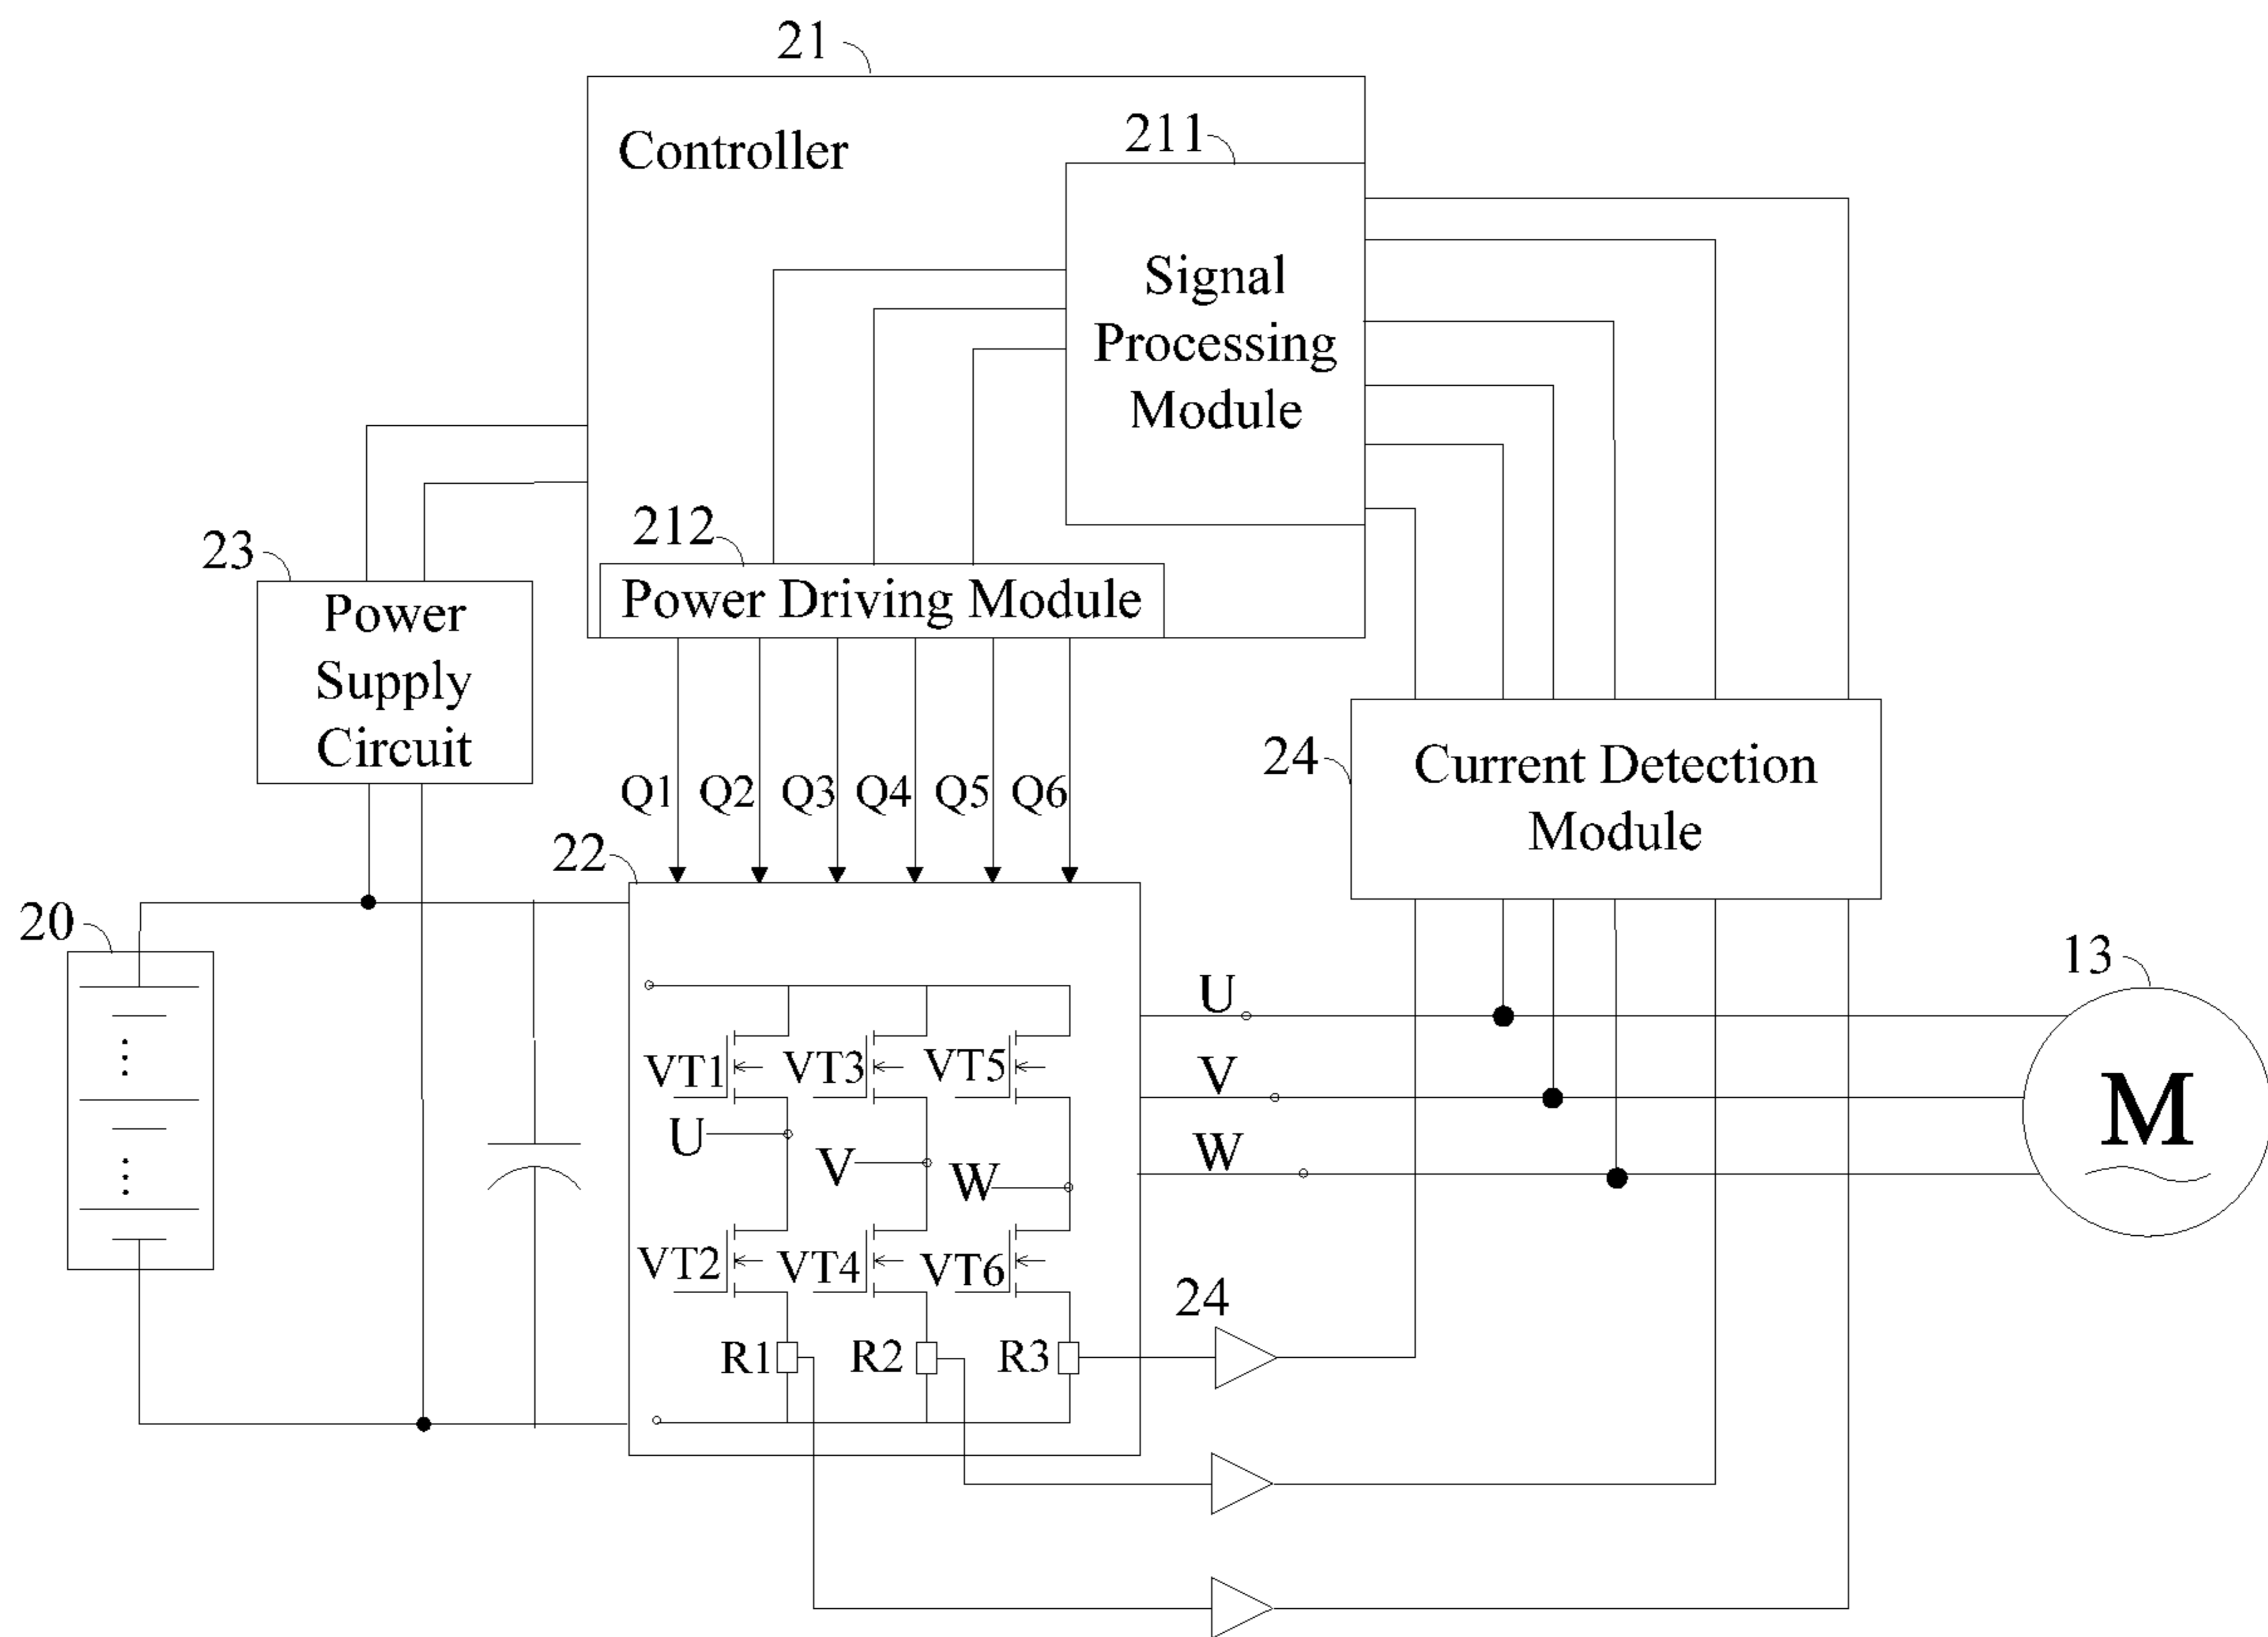 21
Controller
211
Signal
Processing
Module
212
Power Driving Module
23
Power
Supply
Circuit
Q1 Q2 Q3 Q4 Q5 Q6
24
Current Detection
Module
22
20
13
U
V
W
M
VT1 VT3 VT5
U
V
W
VT2 VT4 VT6
24
R1 R2 R3